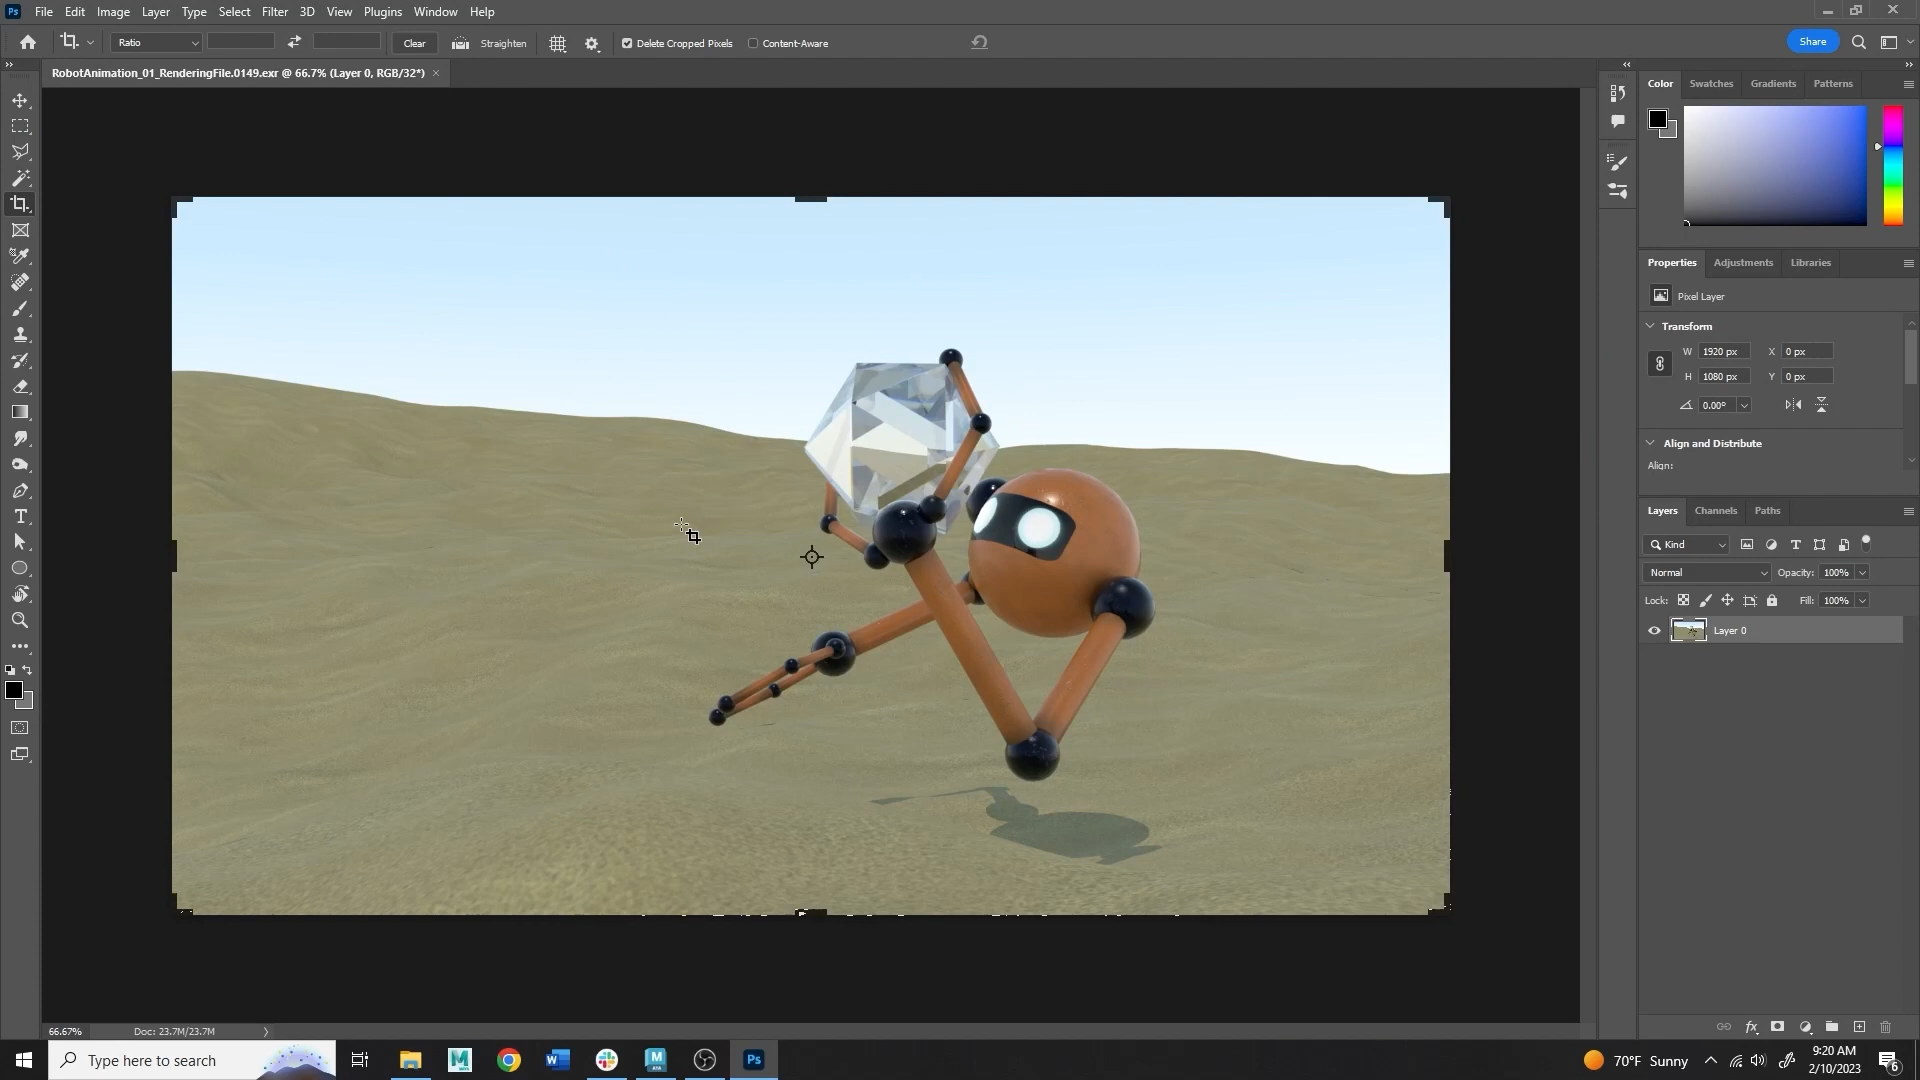 Ps File Edit Image Layer Type Select Filter 3D View Plugins Window Help
Ratio Clear Straighten Delete Cropped Pixels Content-Aware Share
RobotAnimation_01_RenderingFile.0149.exr @ 66.7% (Layer 0, RGB/32*) ×
Color Swatches Gradients Patterns
Properties Adjustments Libraries
Pixel Layer
Transform
W 1920 px X 0 px
H 1080 px Y 0 px
0.00°
Align and Distribute
Align:
Layers Channels Paths
Kind
Normal Opacity: 100%
Lock: Fill: 100%
Layer 0
66.67% Doc: 23.7M/23.7M
Type here to search
Ps
70°F Sunny
9:20 AM
2/10/2023
6